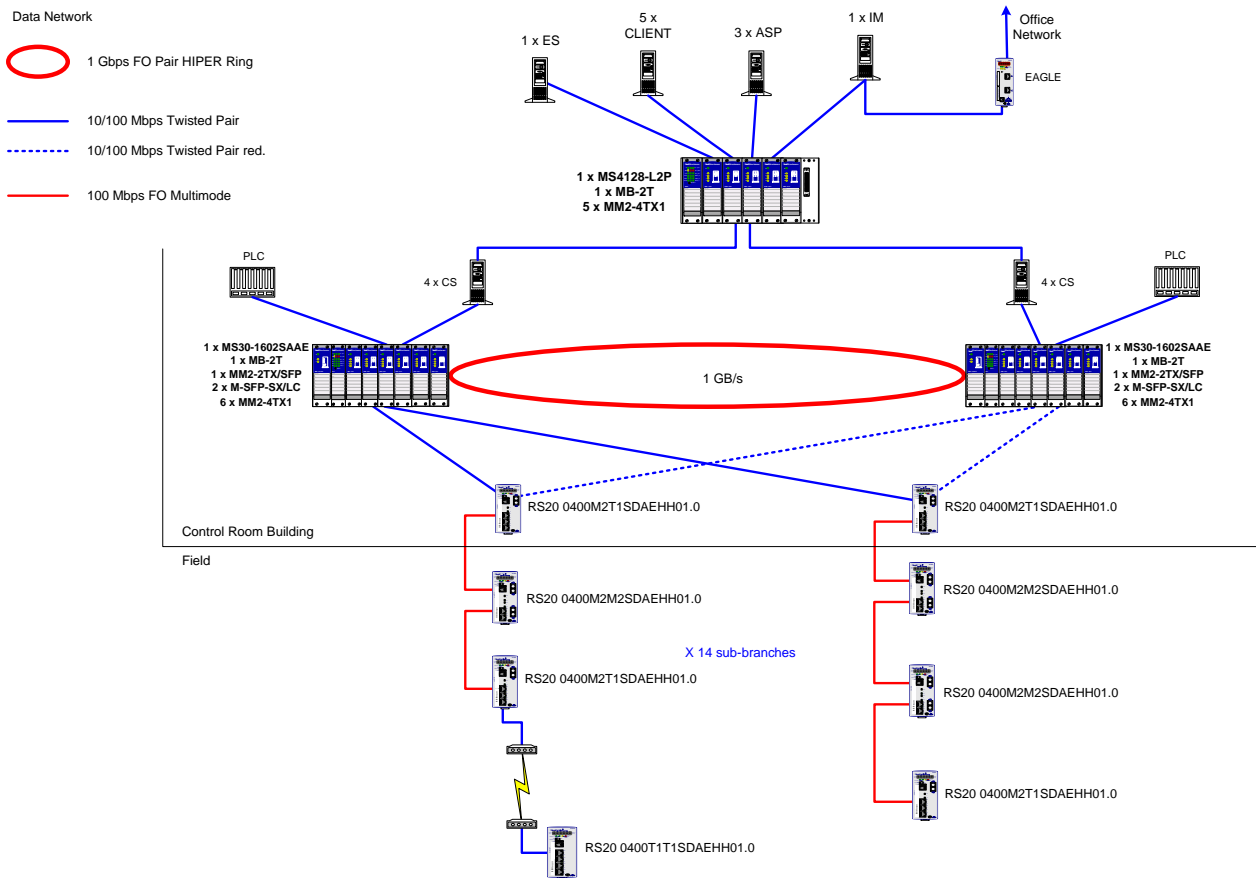 Data Network
1 Gbps FO Pair HIPER Ring
10/100 Mbps Twisted Pair
10/100 Mbps Twisted Pair red.
100 Mbps FO Multimode
1 x ES
5 x
CLIENT
3 x ASP
1 x IM
Office
Network
EAGLE
1 x MS4128-L2P
1 x MB-2T
5 x MM2-4TX1
PLC
4 x CS
4 x CS
PLC
1 x MS30-1602SAAE
1 x MB-2T
1 x MM2-2TX/SFP
2 x M-SFP-SX/LC
6 x MM2-4TX1
1 GB/s
1 x MS30-1602SAAE
1 x MB-2T
1 x MM2-2TX/SFP
2 x M-SFP-SX/LC
6 x MM2-4TX1
RS20 0400M2T1SDAEHH01.0
RS20 0400M2T1SDAEHH01.0
Control Room Building
Field
RS20 0400M2M2SDAEHH01.0
RS20 0400M2M2SDAEHH01.0
X 14 sub-branches
RS20 0400M2T1SDAEHH01.0
RS20 0400M2M2SDAEHH01.0
RS20 0400M2T1SDAEHH01.0
RS20 0400T1T1SDAEHH01.0